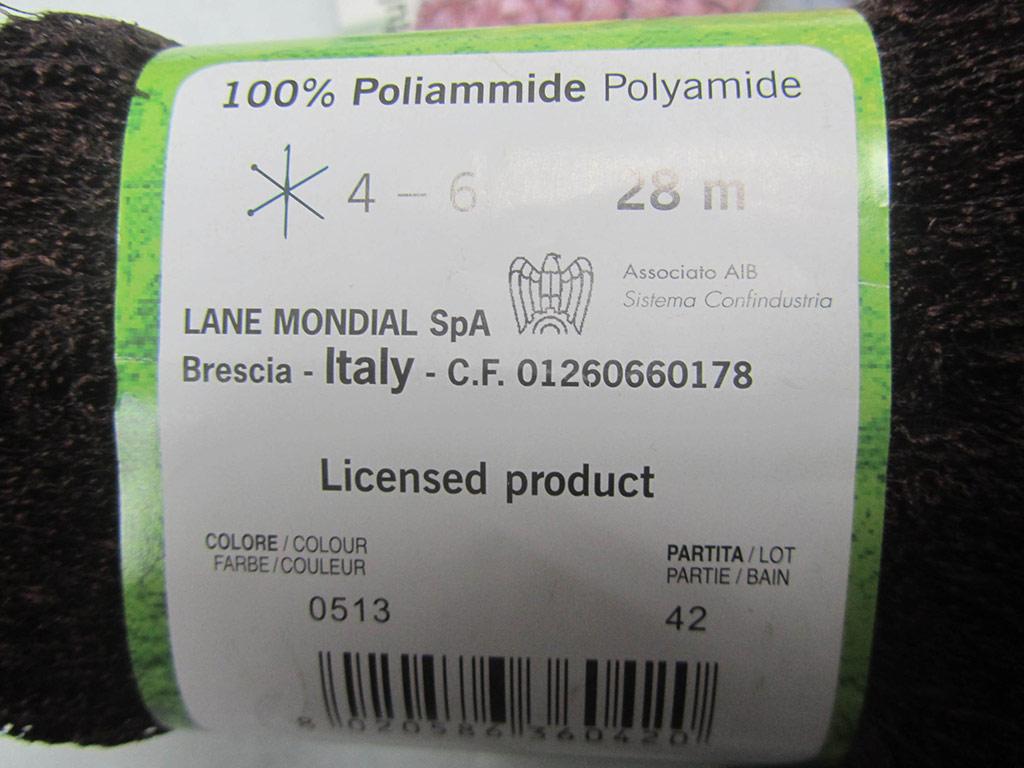 100% Poliammide Polyamide
4 – 6 28 m
Associato AIB
Sistema Confindustria
LANE MONDIAL SpA
Brescia - Italy - C.F. 01260660178
Licensed product
COLORE / COLOUR
FARBE / COULEUR
0513
PARTITA / LOT
PARTIE / BAIN
42
8 020586 360420